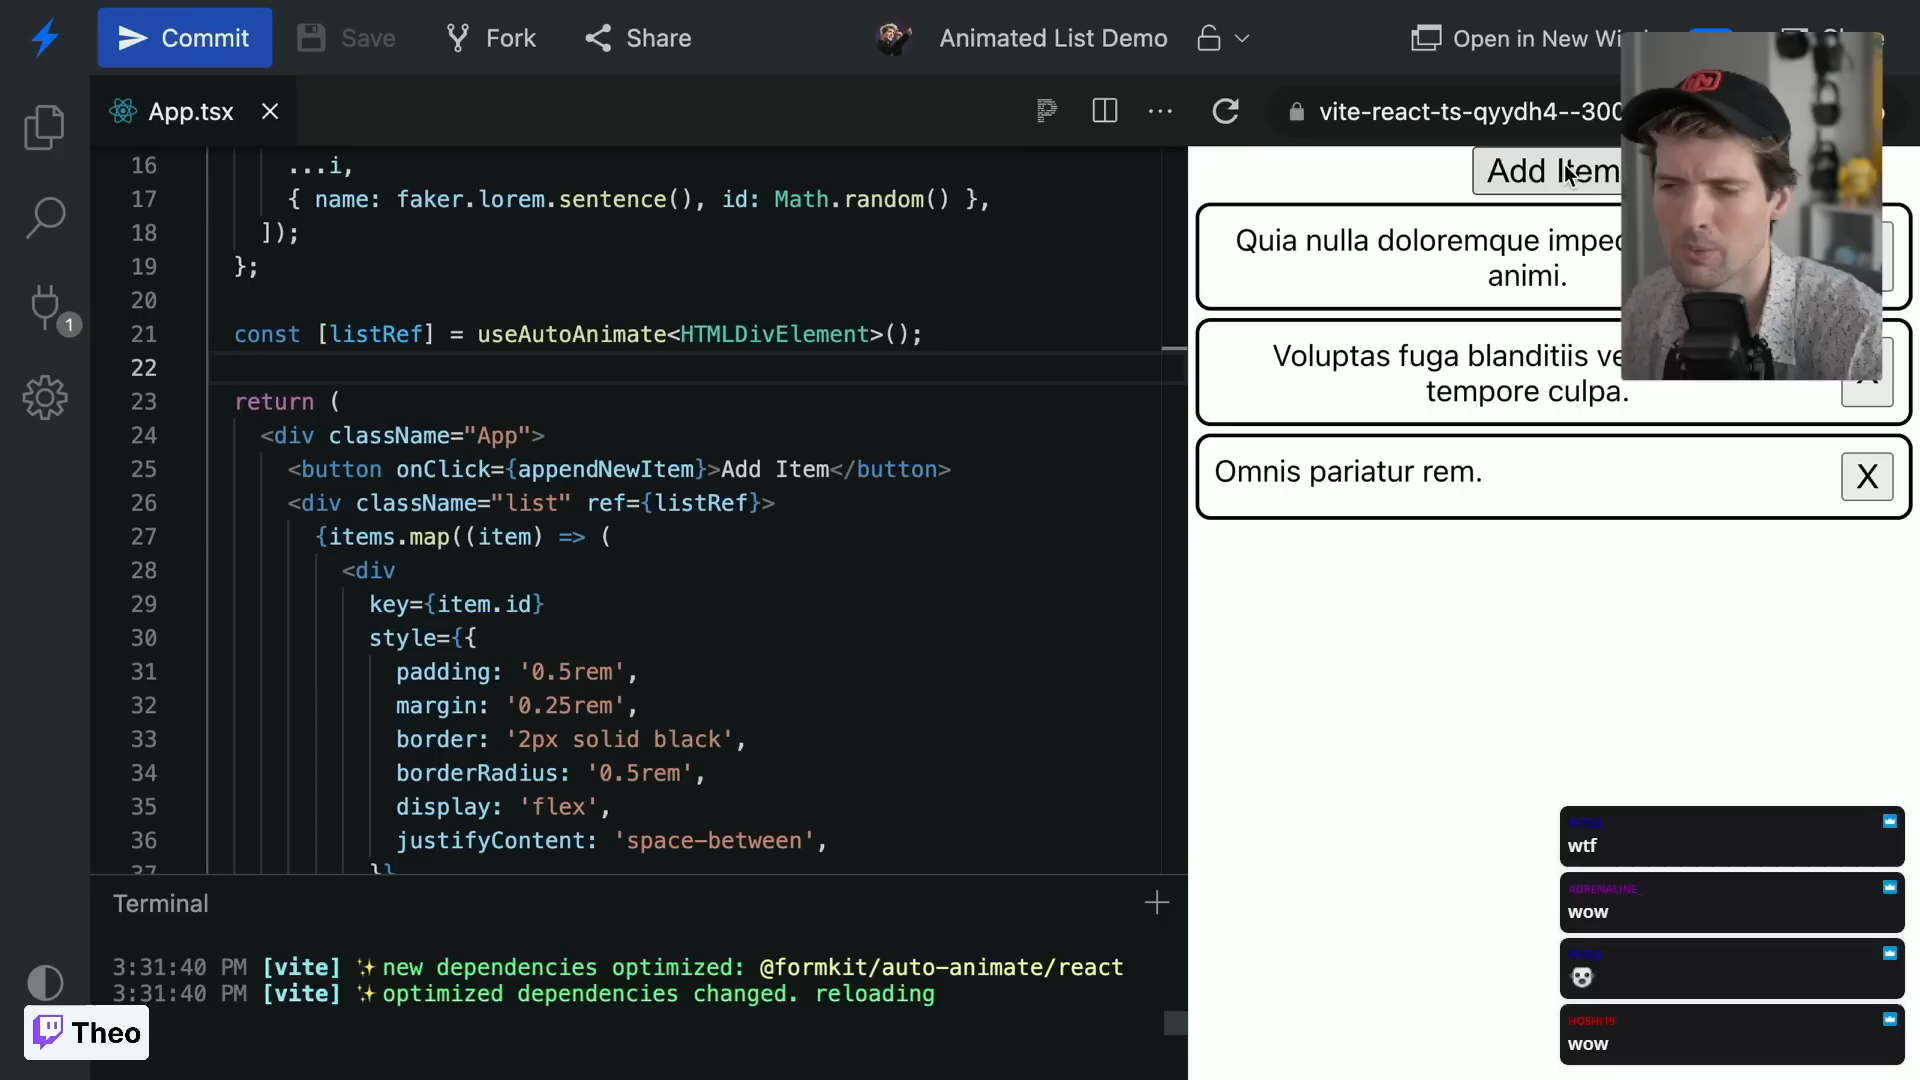 Commit
Save
Fork
Share
Animated List Demo
Open in New Wi
App.tsx
vite-react-ts-qyydh4--300
16 ...i,
17 { name: faker.lorem.sentence(), id: Math.random() },
18 ]);
19 };
20
21 const [listRef] = useAutoAnimate<HTMLDivElement>();
22
23 return (
24 <div className="App">
25 <button onClick={appendNewItem}>Add Item</button>
26 <div className="list" ref={listRef}>
27 {items.map((item) => (
28 <div
29 key={item.id}
30 style={{
31 padding: '0.5rem',
32 margin: '0.25rem',
33 border: '2px solid black',
34 borderRadius: '0.5rem',
35 display: 'flex',
36 justifyContent: 'space-between',
37 }}
Add Item
Quia nulla doloremque imped
animi.
Voluptas fuga blanditiis ve
tempore culpa.
X
Omnis pariatur rem.
X
1
Terminal
3:31:40 PM [vite] ✨new dependencies optimized: @formkit/auto-animate/react
3:31:40 PM [vite] ✨optimized dependencies changed. reloading
Theo
wtf
ADRENALINE_
wow
HOSHI19
wow